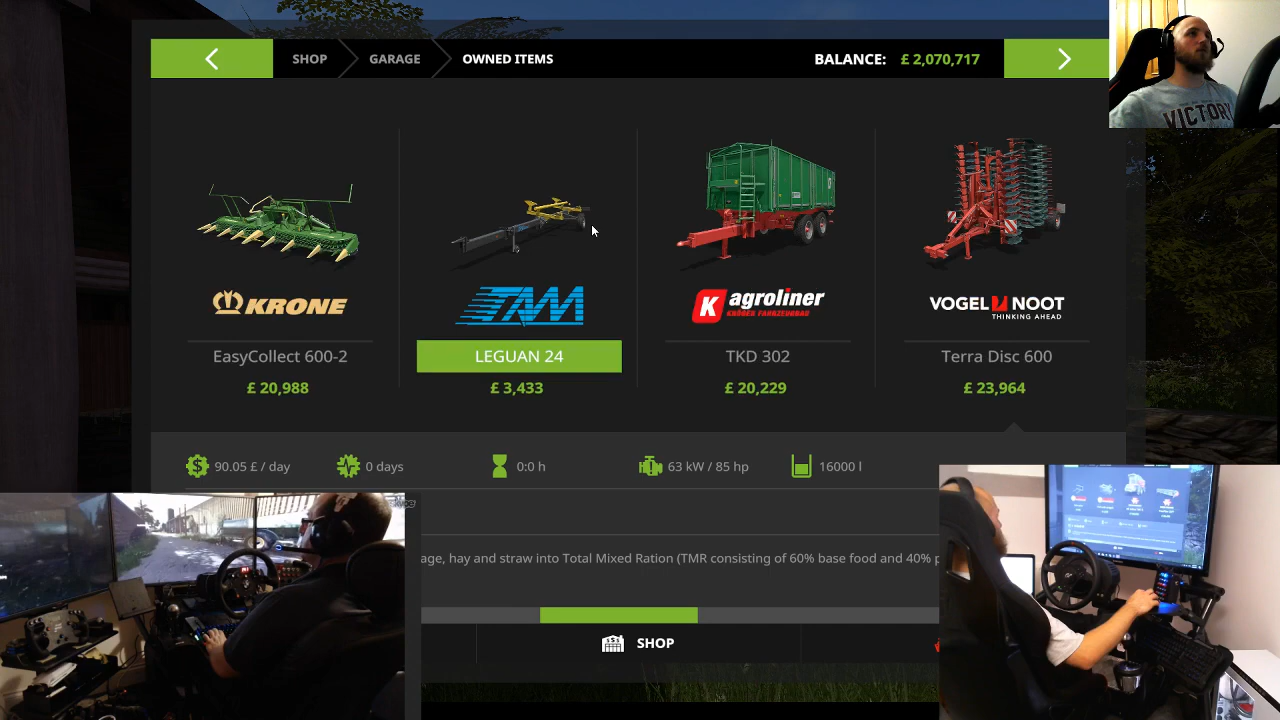 SHOP GARAGE OWNED ITEMS BALANCE: £ 2,070,717
VICTORY
KRONE TMM agroliner KRÖGER FAHRZEUGBAU VOGEL NOOT THINKING AHEAD
EasyCollect 600-2 LEGUAN 24 TKD 302 Terra Disc 600
£ 20,988 £ 3,433 £ 20,229 £ 23,964
90.05 £ / day 0 days 0:0 h 63 kW / 85 hp 16000 l
age, hay and straw into Total Mixed Ration (TMR consisting of 60% base food and 40% p
SHOP